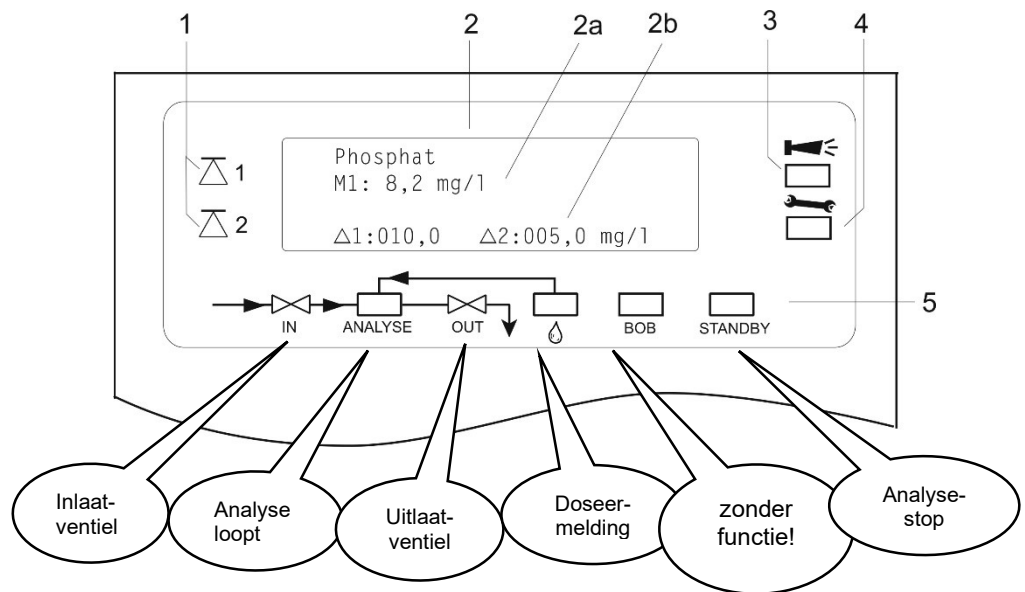 1
2
2a
2b
3
4
1
2
Phosphat
M1: 8,2 mg/l
△1:010,0 △2:005,0 mg/l
5
IN
ANALYSE
OUT
BOB
STANDBY
Inlaat-
ventiel
Analyse
loopt
Uitlaat-
ventiel
Doseer-
melding
zonder
functie!
Analyse-
stop